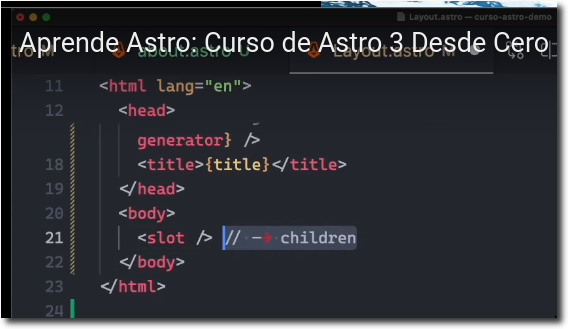 Layout.astro — curso-astro-demo
Aprende Astro: Curso de Astro 3 Desde Cero
about.astro U
Layout.astro M
11 <html lang="en">
12 <head>
generator} />
18 <title>{title}</title>
19 </head>
20 <body>
21 <slot /> // —→ children
22 </body>
23 </html>
24